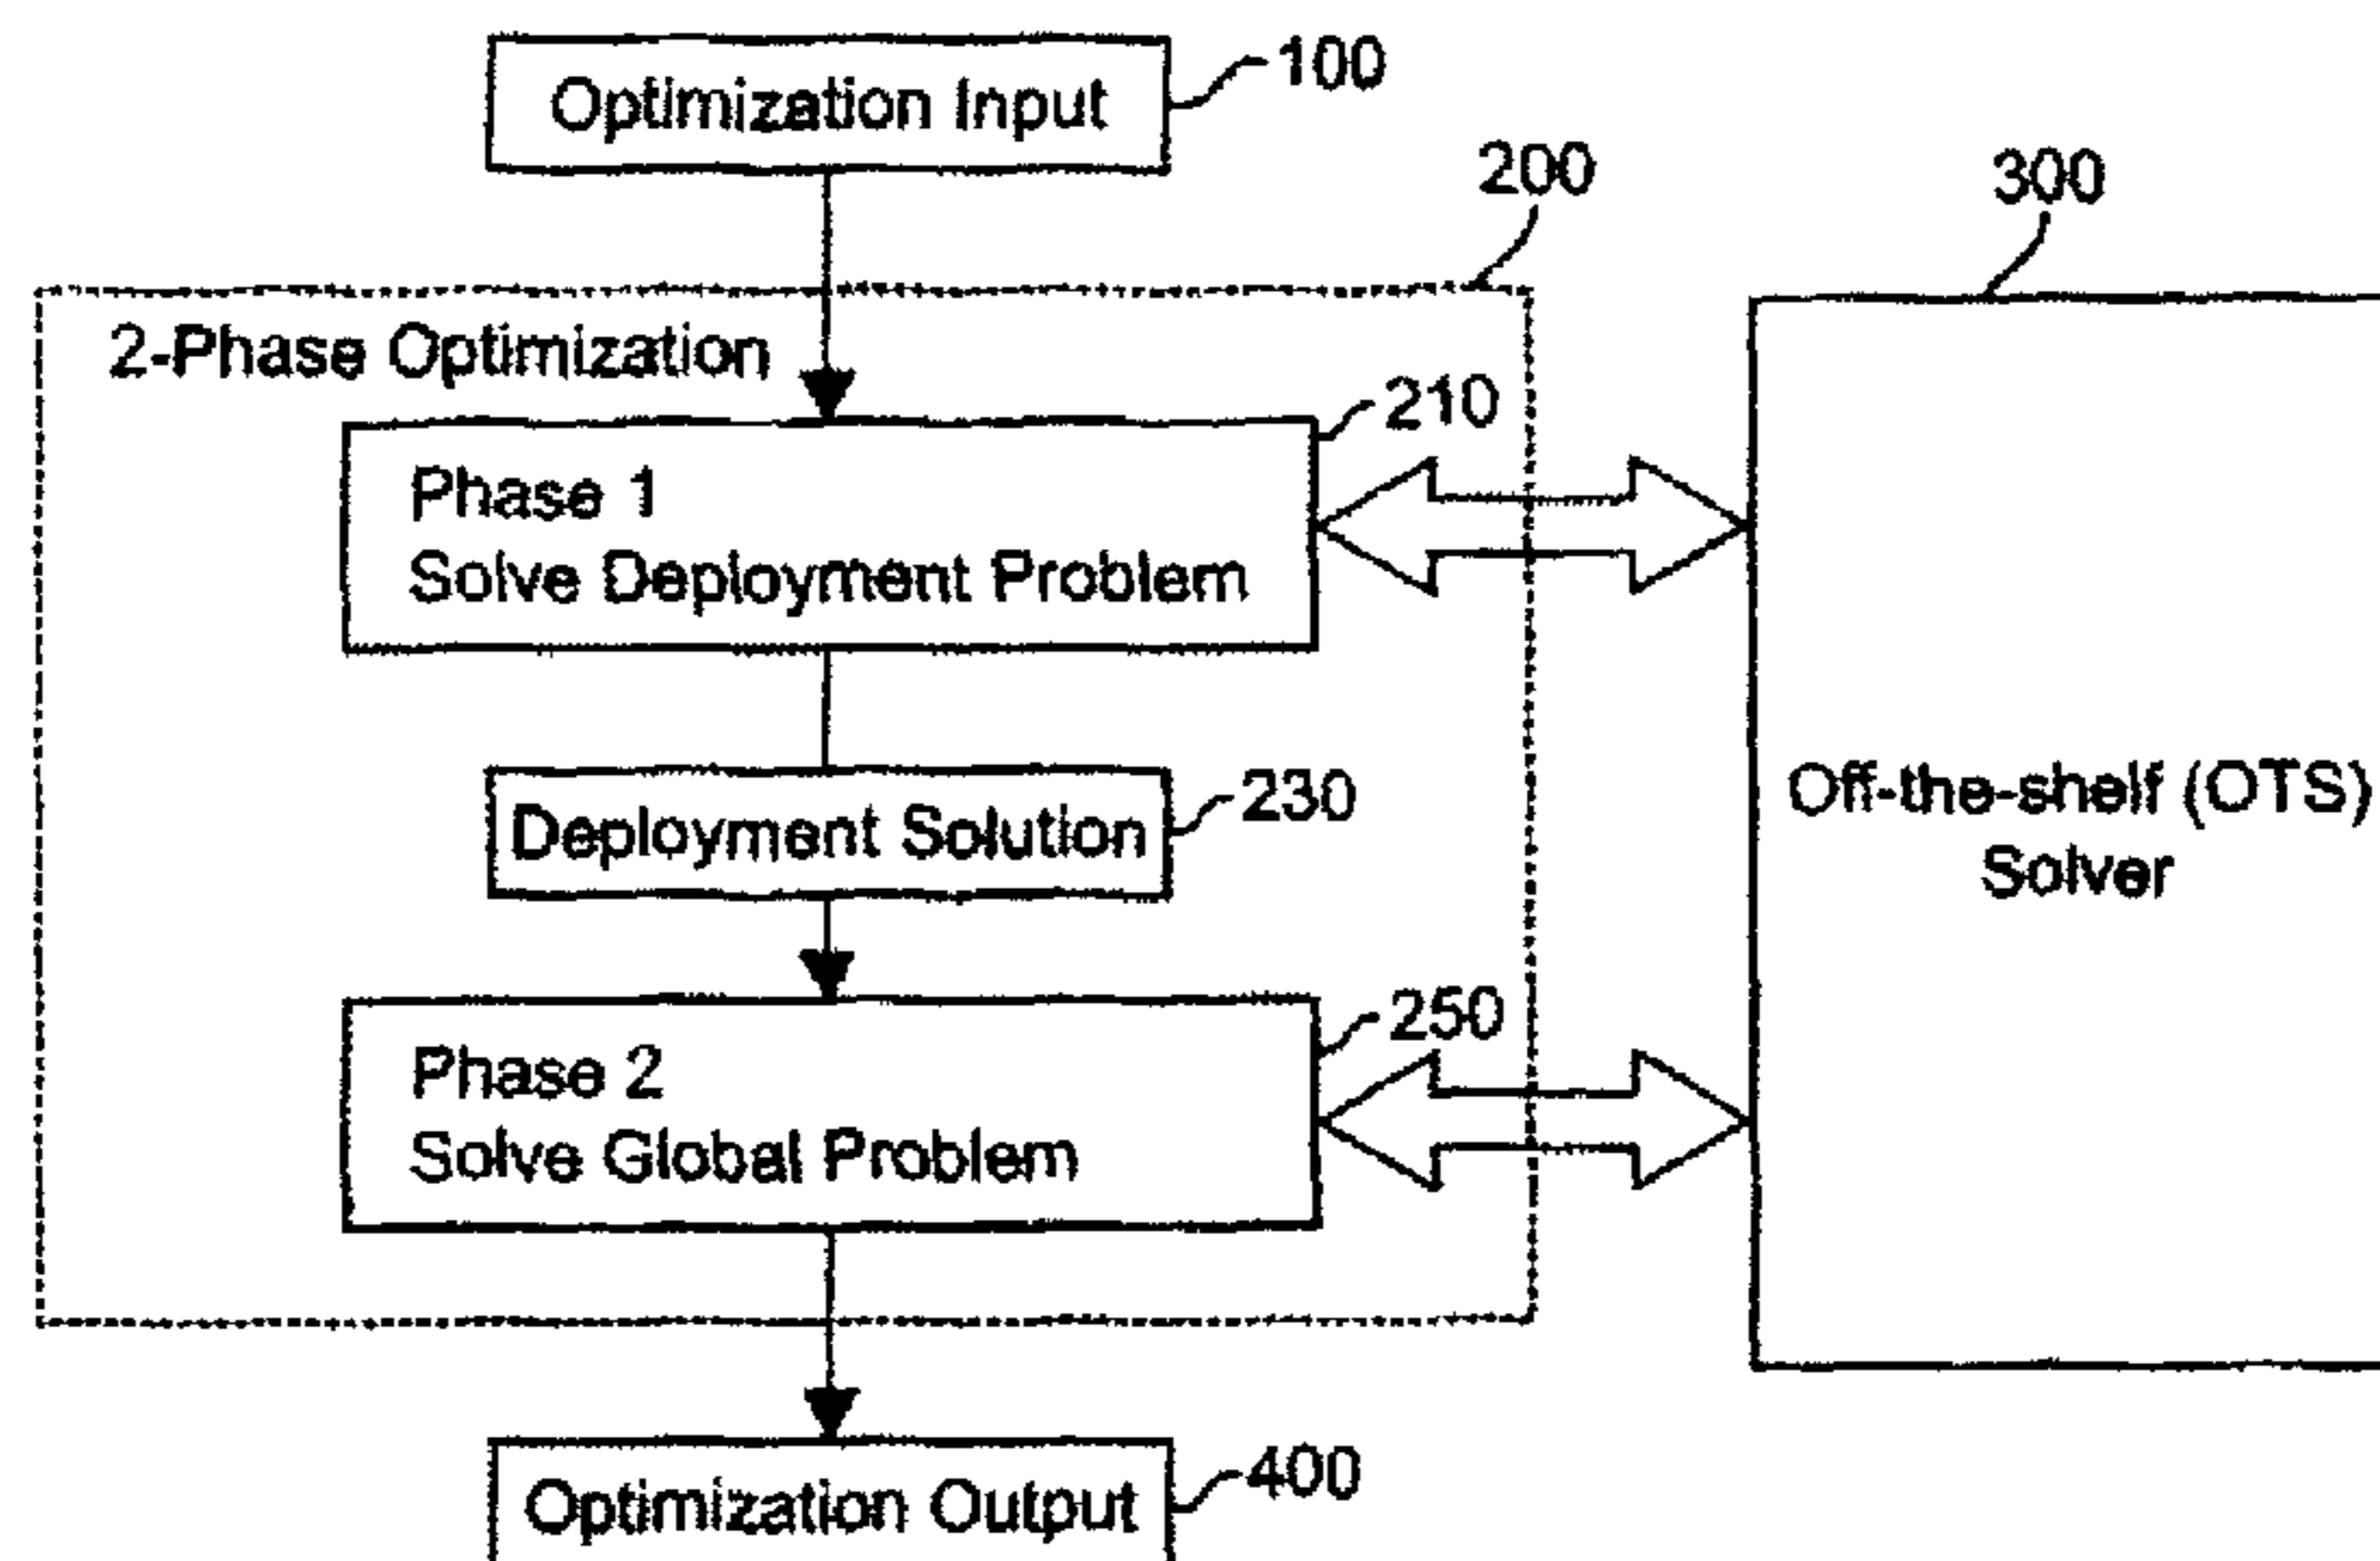 Optimization Input
100
200
300
2-Phase Optimization
210
Phase 1
Solve Deployment Problem
Deployment Solution
230
Off-the-shelf (OTS)
Solver
250
Phase 2
Solve Global Problem
Optimization Output
400